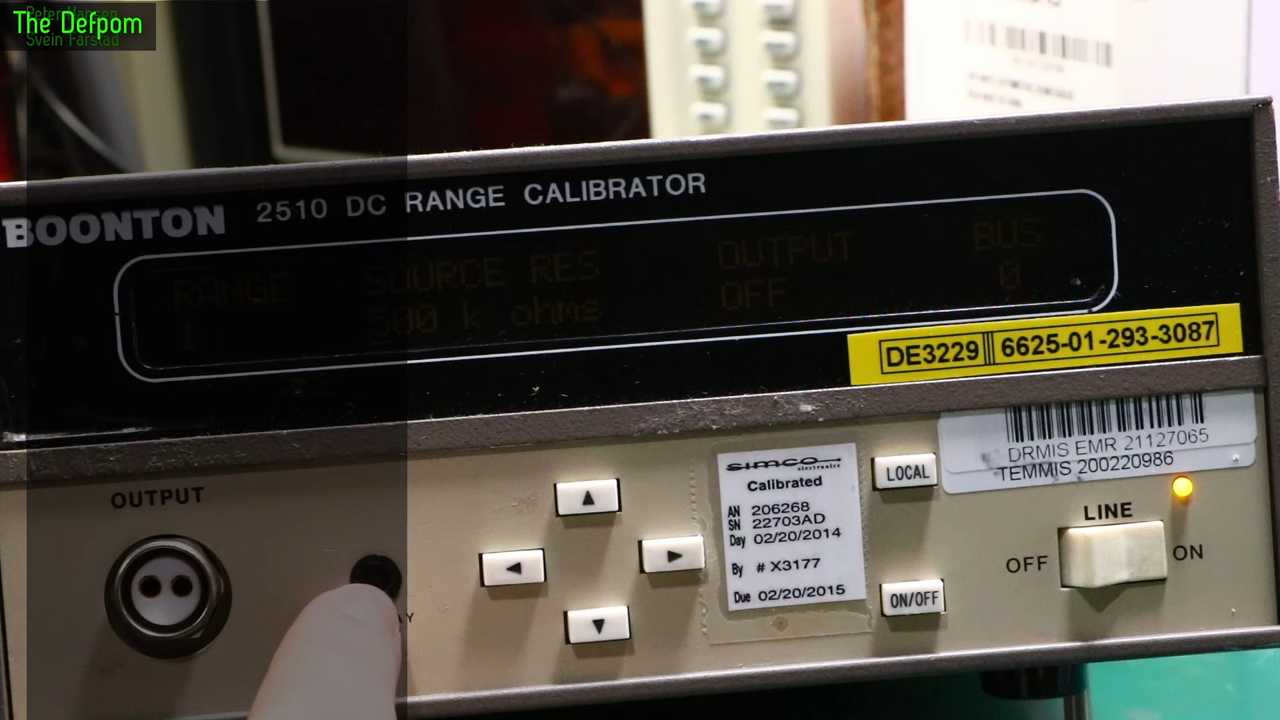 The Defpom
Svein Farstad
BOONTON 2510 DC RANGE CALIBRATOR
RANGE SOURCE RES OUTPUT BUS
1 500 k ohms OFF 0
DE3229 6625-01-293-3087
DRMIS EMR 21127065
TEMMIS 200220986
OUTPUT
simco
electronics
Calibrated
AN 206268
SN 22703AD
Day 02/20/2014
By # X3177
Due 02/20/2015
LOCAL
ON/OFF
LINE
OFF ON